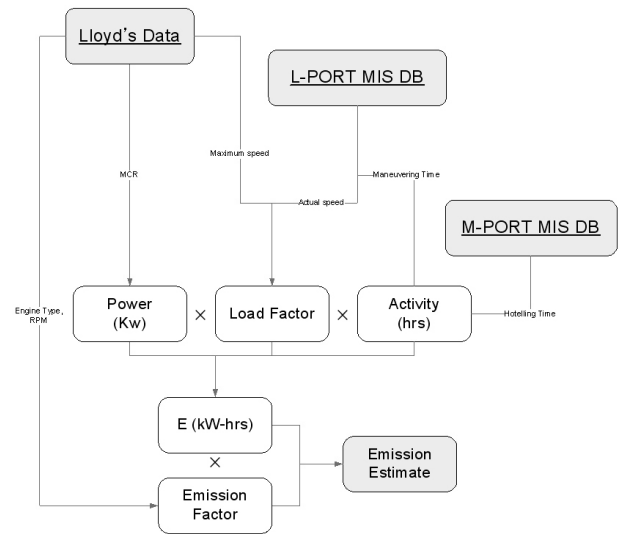 Lloyd's Data
L-PORT MIS DB
Maximum speed
MCR
Maneuvering Time
Actual speed
M-PORT MIS DB
Engine Type,
RPM
Power
(Kw)
×
Load Factor
×
Activity
(hrs)
Hotelling Time
E (kW-hrs)
×
Emission
Factor
Emission
Estimate